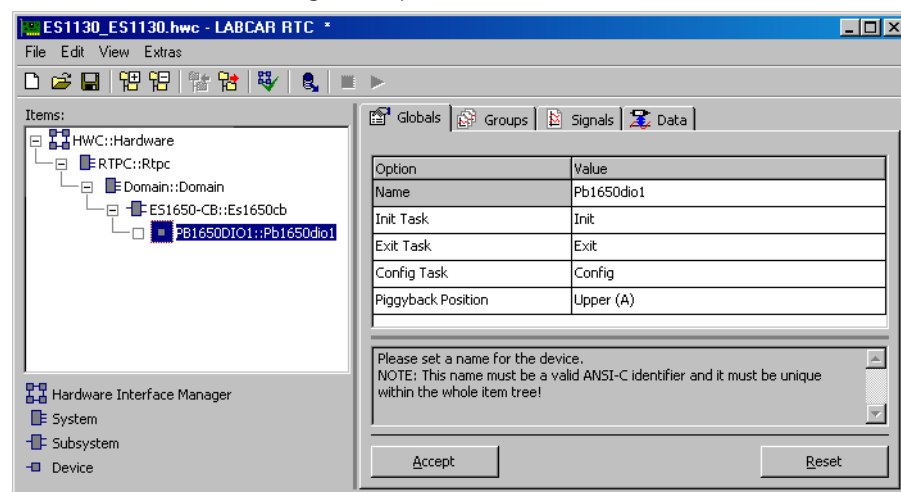 ES1130_ES1130.hwc - LABCAR RTC *
File Edit View Extras
Items:
HWC::Hardware
RTPC::Rtpc
Domain::Domain
ES1650-CB::Es1650cb
PB1650DIO1::Pb1650dio1
Hardware Interface Manager
System
Subsystem
Device
Globals Groups Signals Data
Option Value
Name Pb1650dio1
Init Task Init
Exit Task Exit
Config Task Config
Piggyback Position Upper (A)
Please set a name for the device.
NOTE: This name must be a valid ANSI-C identifier and it must be unique
within the whole item tree!
Accept Reset